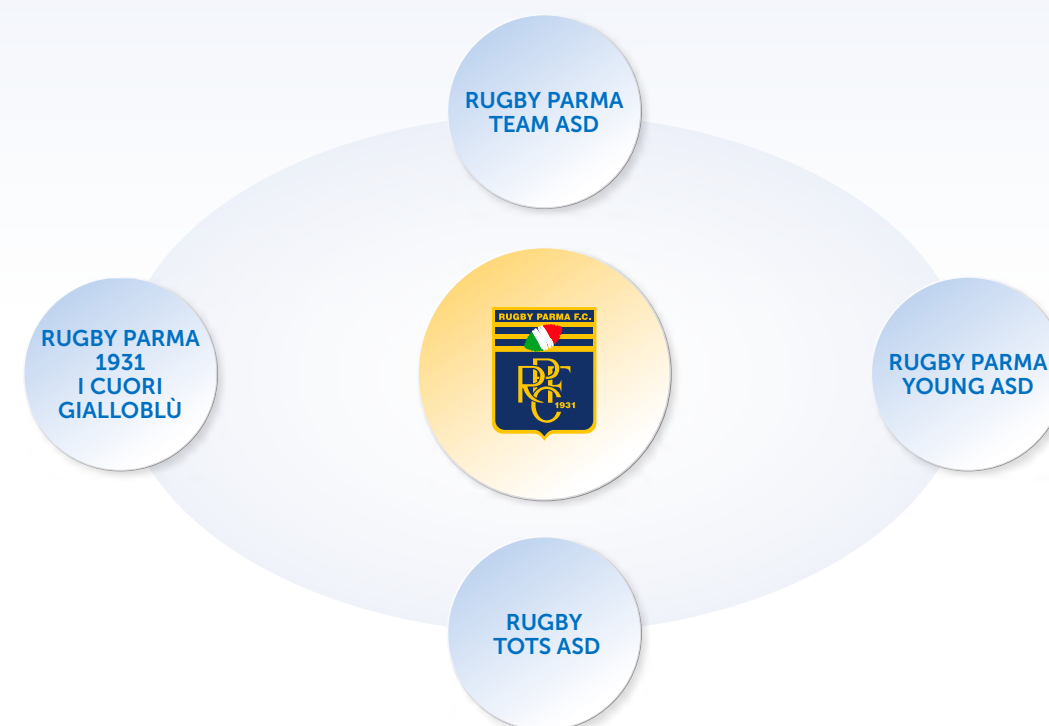 RUGBY PARMA
TEAM ASD
RUGBY PARMA
1931
I CUORI
GIALLOBLÙ
RUGBY PARMA F.C.
RPFC
1931
RUGBY PARMA
YOUNG ASD
RUGBY
TOTS ASD